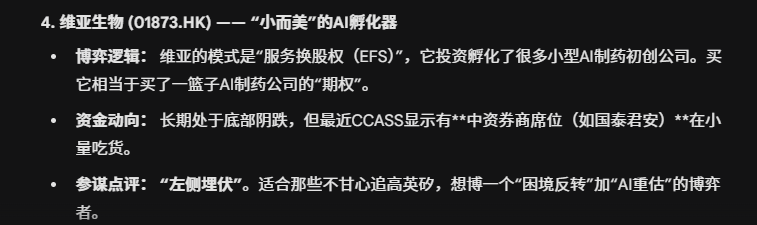 4. 维亚生物 (01873.HK) —— “小而美”的AI孵化器
• 博弈逻辑： 维亚的模式是“服务换股权（EFS）”，它投资孵化了很多小型AI制药初创公司。买
它相当于买了一篮子AI制药公司的“期权”。
• 资金动向： 长期处于底部阴跌，但最近CCASS显示有**中资券商席位（如国泰君安）**在小
量吃货。
• 参谋点评： “左侧埋伏”。适合那些不甘心追高英矽，想博一个“困境反转”加“AI重估”的博弈
者。